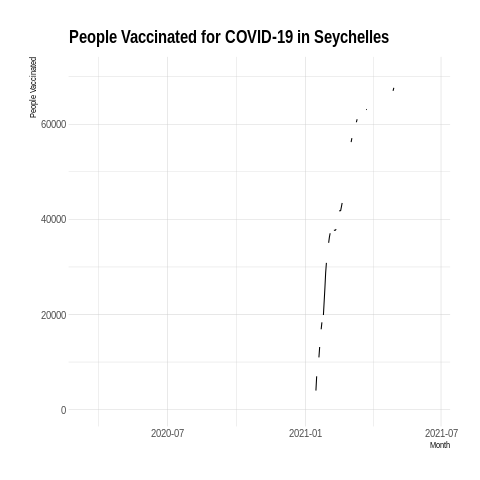 People Vaccinated for COVID-19 in Seychelles
People Vaccinated
60000
40000
20000
0
2020-07
2021-01
2021-07
Month